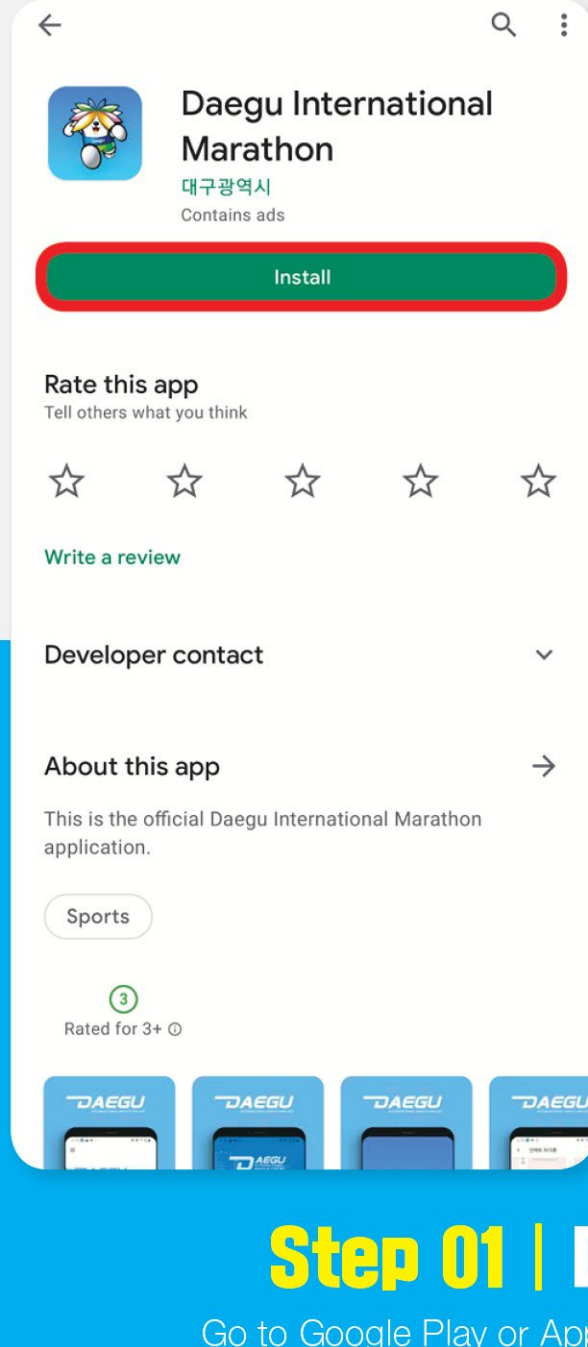 Daegu International
Marathon
대구광역시
Contains ads
Install
Rate this app
Tell others what you think
Write a review
Developer contact
About this app
This is the official Daegu International Marathon
application.
Sports
3
Rated for 3+
DAEGU DAEGU DAEGU DAEGU
DAEGU
Step 01 |
Go to Google Play or App